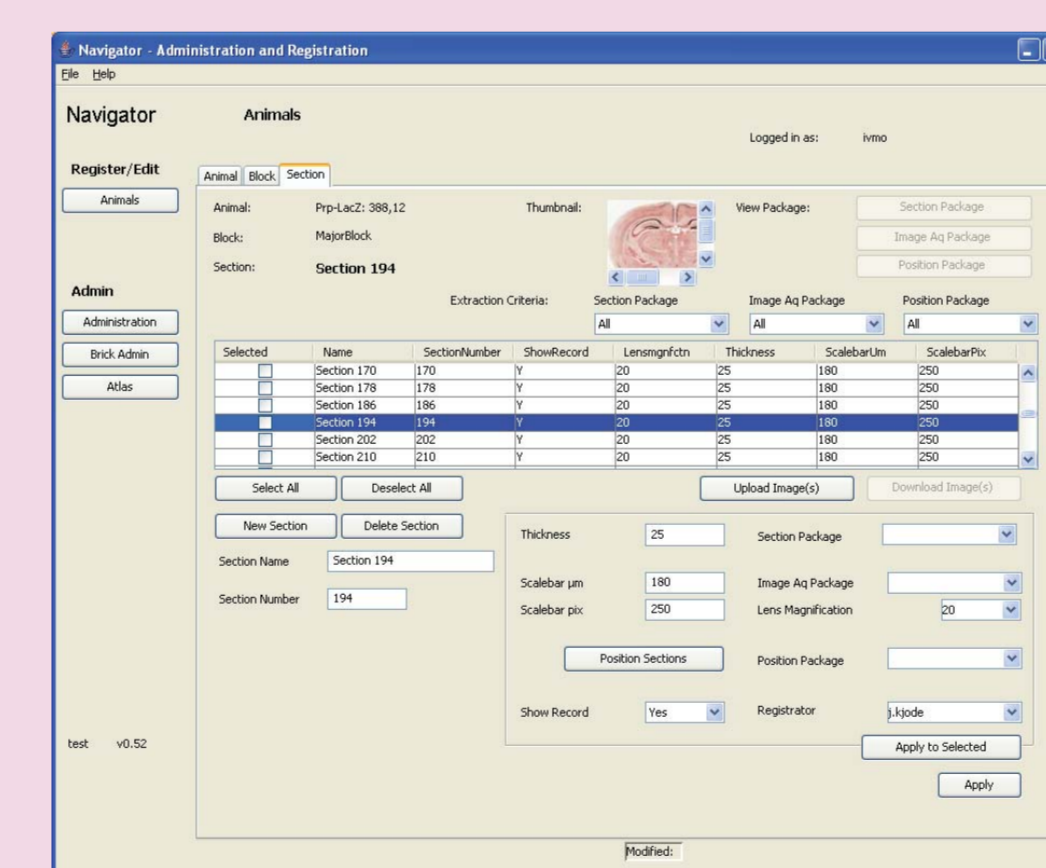 Navigator - Administration and Registration
File Help
Navigator
Animals
Logged in as: ivmo
Register/Edit
Animals
Admin
Administration
Brick Admin
Atlas
Animal Block Section
Animal: Prp-LacZ: 388,12 Thumbnail: View Package: Section Package
Block: MajorBlock Image Aq Package
Section: Section 194 Position Package
Extraction Criteria: Section Package Image Aq Package Position Package
All All All
Selected Name SectionNumber ShowRecord Lensmgnfctn Thickness ScalebarUm ScalebarPix
Section 170 170 Y 20 25 180 250
Section 178 178 Y 20 25 180 250
Section 186 186 Y 20 25 180 250
Section 194 194 Y 20 25 180 250
Section 202 202 Y 20 25 180 250
Section 210 210 Y 20 25 180 250
Select All Deselect All Upload Image(s) Download Image(s)
New Section Delete Section
Section Name Section 194
Section Number 194
Thickness 25 Section Package
Scalebar µm 180 Image Aq Package
Scalebar pix 250 Lens Magnification 20
Position Sections Position Package
Show Record Yes Registrator j.kjode
Apply to Selected
Apply
test v0.52
Modified: